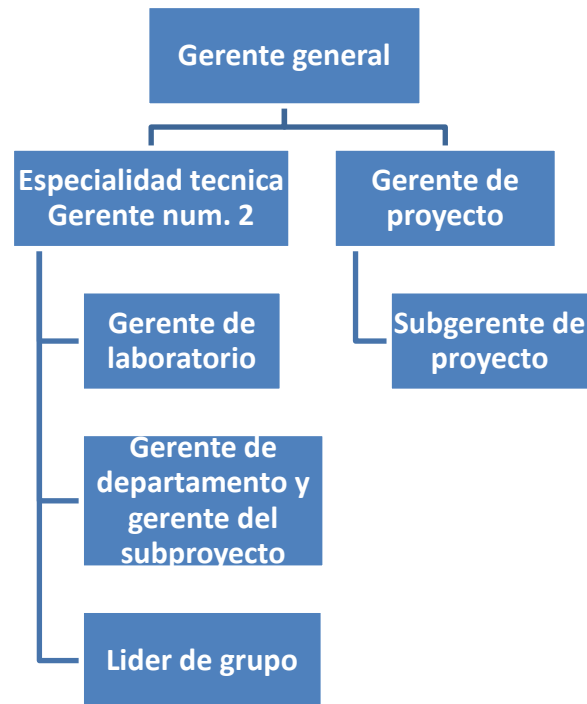 Gerente general
Especialidad tecnica
Gerente num. 2
Gerente de
proyecto
Gerente de
laboratorio
Subgerente de
proyecto
Gerente de
departamento y
gerente del
subproyecto
Lider de grupo